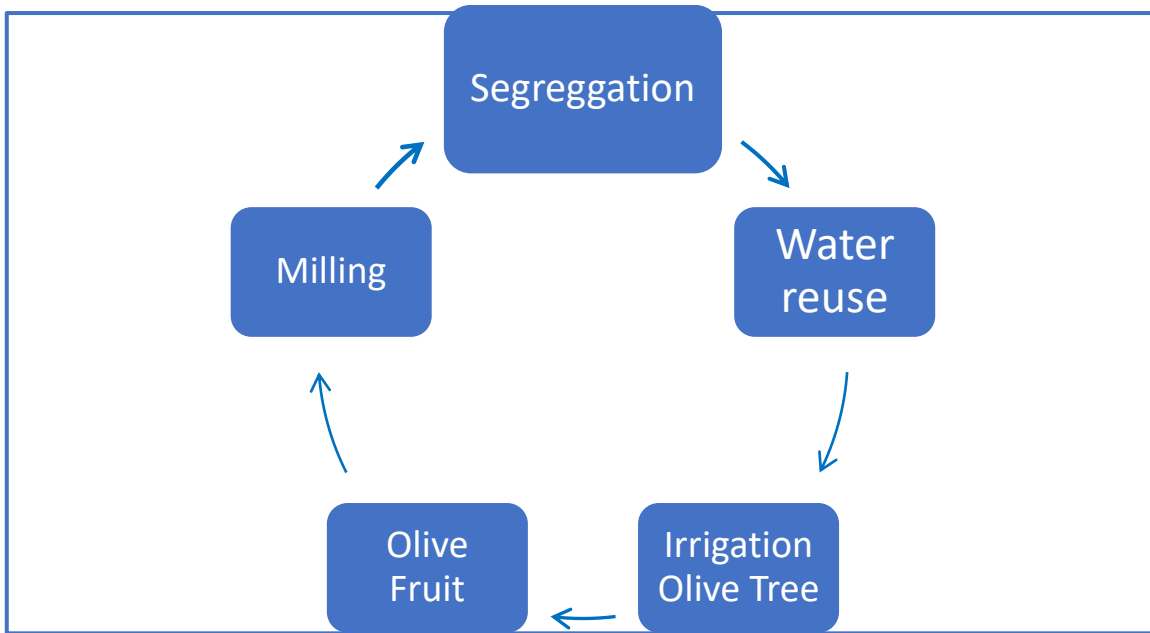 Segreggation
Water
reuse
Irrigation
Olive Tree
Olive
Fruit
Milling